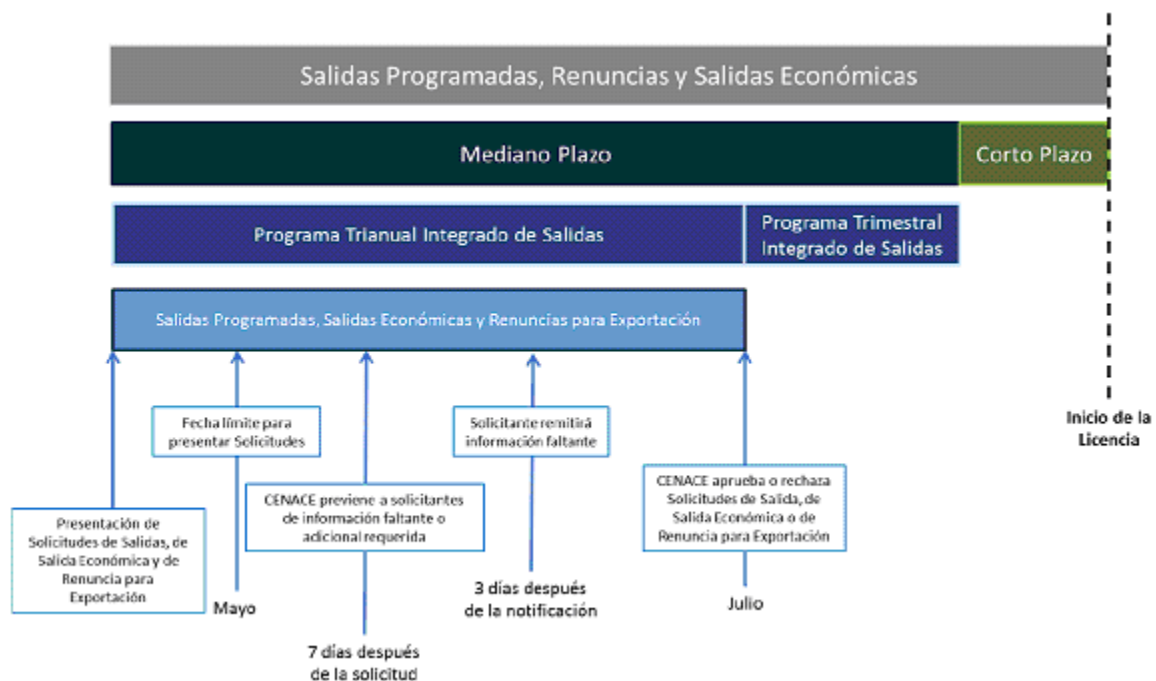 Salidas Programadas, Renuncias y Salidas Económicas
Mediano Plazo
Corto Plazo
Programa Trianual Integrado de Salidas
Programa Trimestral
Integrado de Salidas
Salidas Programadas, Salidas Económicas y Renuncias para Exportación
Fecha límite para
presentar Solicitudes
Solicitante remitirá
información faltante
Inicio de la
Licencia
CENACE previene a solicitantes
de información faltante o
adicional requerida
CENACE aprueba o rechaza
Solicitudes de Salida, de
Salida Económica o de
Renuncia para Exportación
Presentación de
Solicitudes de Salidas, de
Salida Económica y de
Renuncia para
Exportación
Mayo
3 días después
de la notificación
Julio
7 días después
de la solicitud